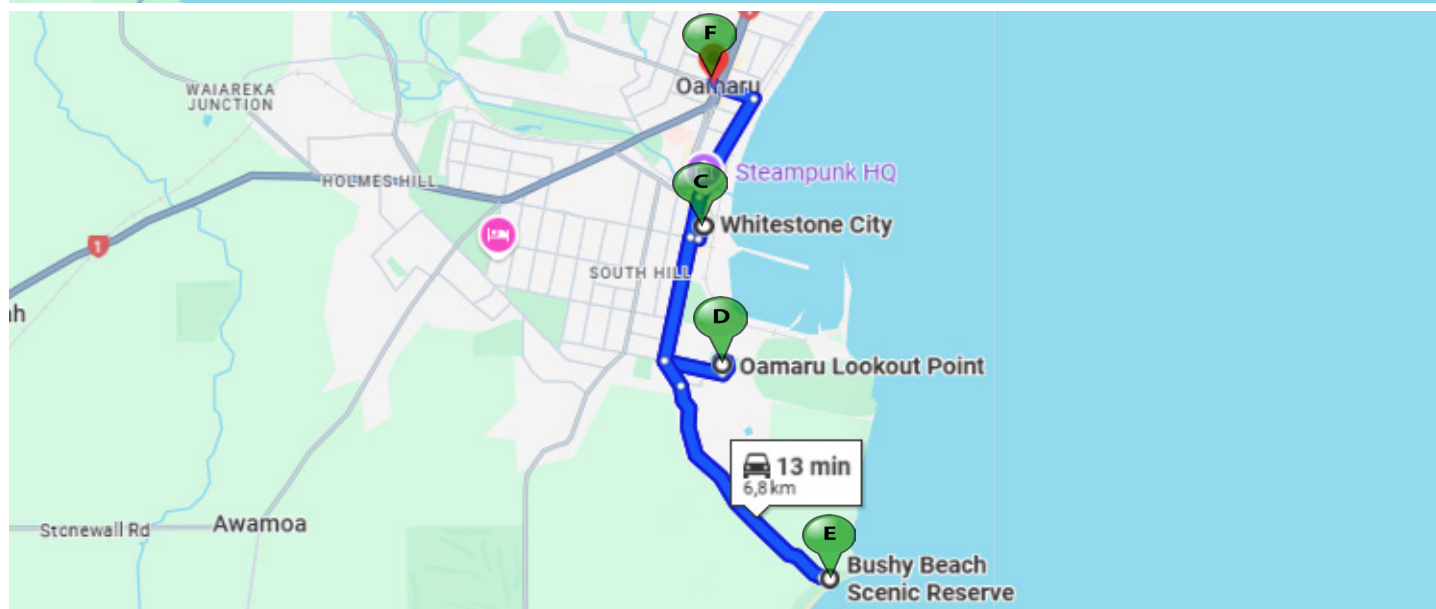 F
Oamaru
WAIAREKA
JUNCTION
Steampunk HQ
HOLMES HILL
C
Whitestone City
1
SOUTH HILL
ah
D
Oamaru Lookout Point
13 min
6,8 km
Stonewall Rd
Awamoa
E
Bushy Beach
Scenic Reserve